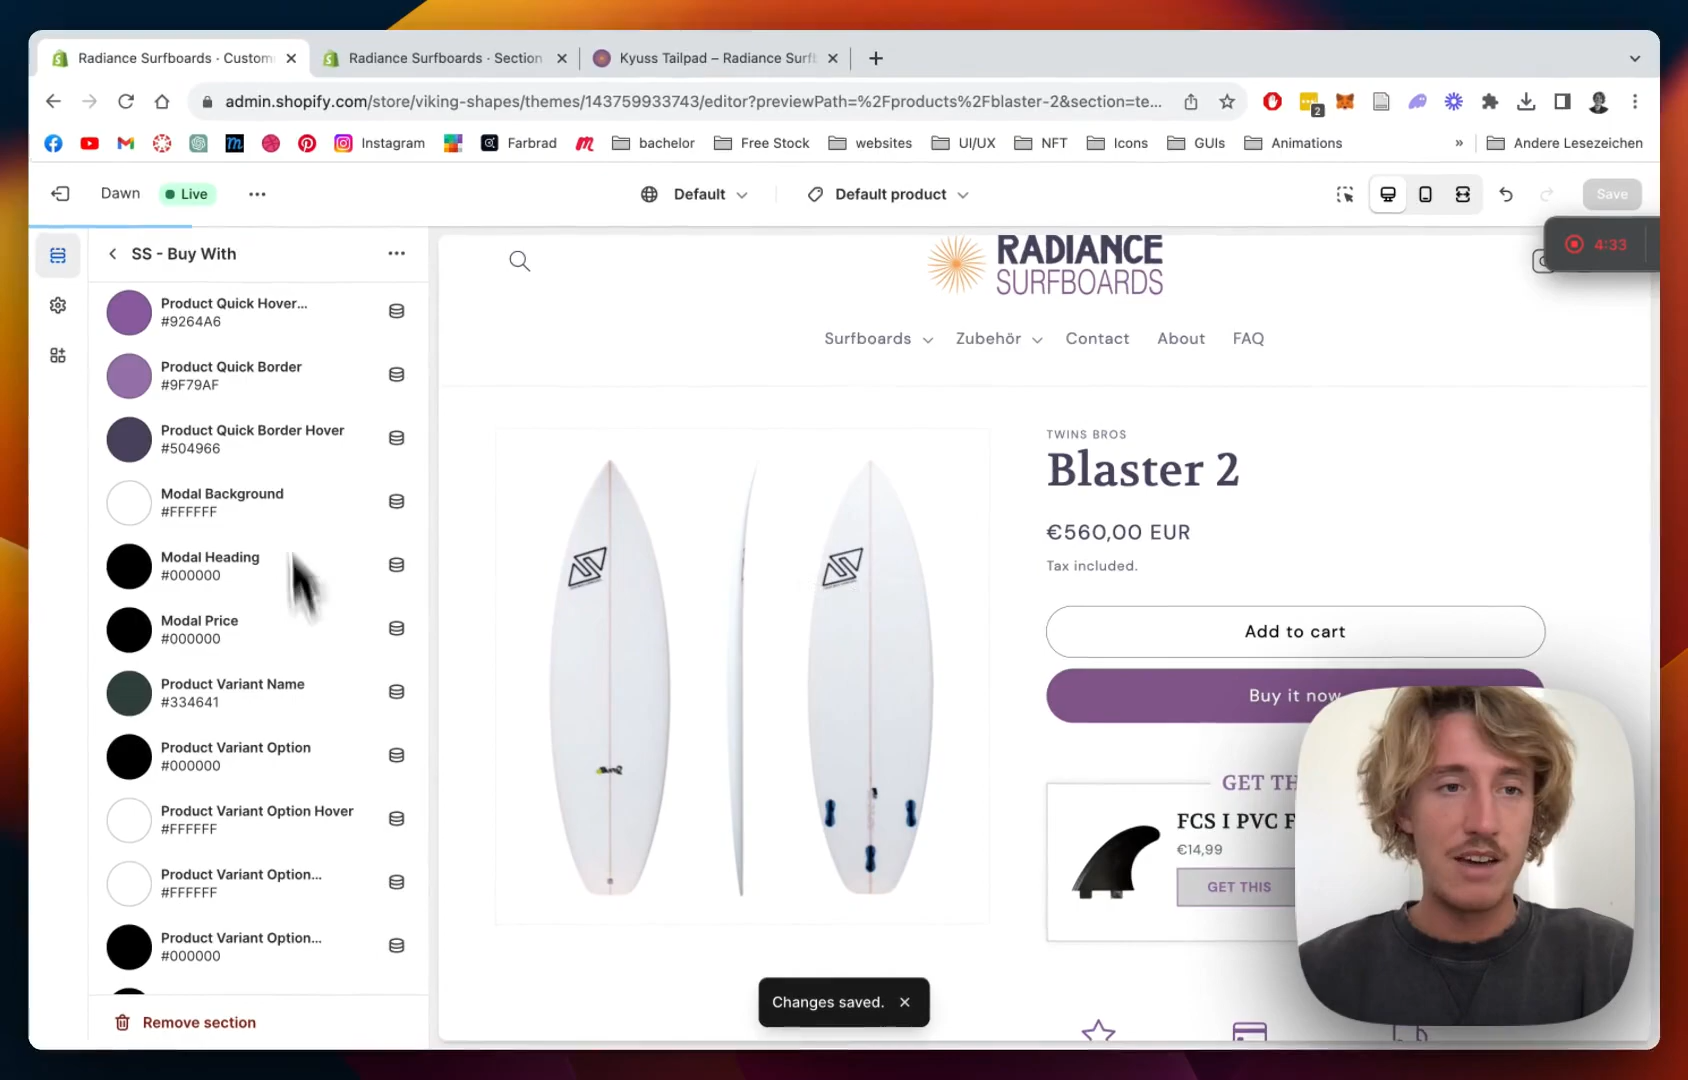 Radiance Surfboards · Custom
Radiance Surfboards · Section
Kyuss Tailpad – Radiance Surf
admin.shopify.com/store/viking-shapes/themes/143759933743/editor?previewPath=%2Fproducts%2Fblaster-2&section=te...
2
Instagram
Farbrad
bachelor
Free Stock
websites
UI/UX
NFT
Icons
GUIs
Animations
»
Andere Lesezeichen
Dawn
Live
Default
Default product
Save
4:33
SS - Buy With
Product Quick Hover...
#9264A6
Product Quick Border
#9F79AF
Product Quick Border Hover
#504966
Modal Background
#FFFFFF
Modal Heading
#000000
Modal Price
#000000
Product Variant Name
#334641
Product Variant Option
#000000
Product Variant Option Hover
#FFFFFF
Product Variant Option...
#FFFFFF
Product Variant Option...
#000000
Remove section
RADIANCE
SURFBOARDS
Surfboards
Zubehör
Contact
About
FAQ
TWINS BROS
Blaster 2
€560,00 EUR
Tax included.
Add to cart
Buy it now
GET TH
FCS I PVC F
€14,99
GET THIS
Changes saved.